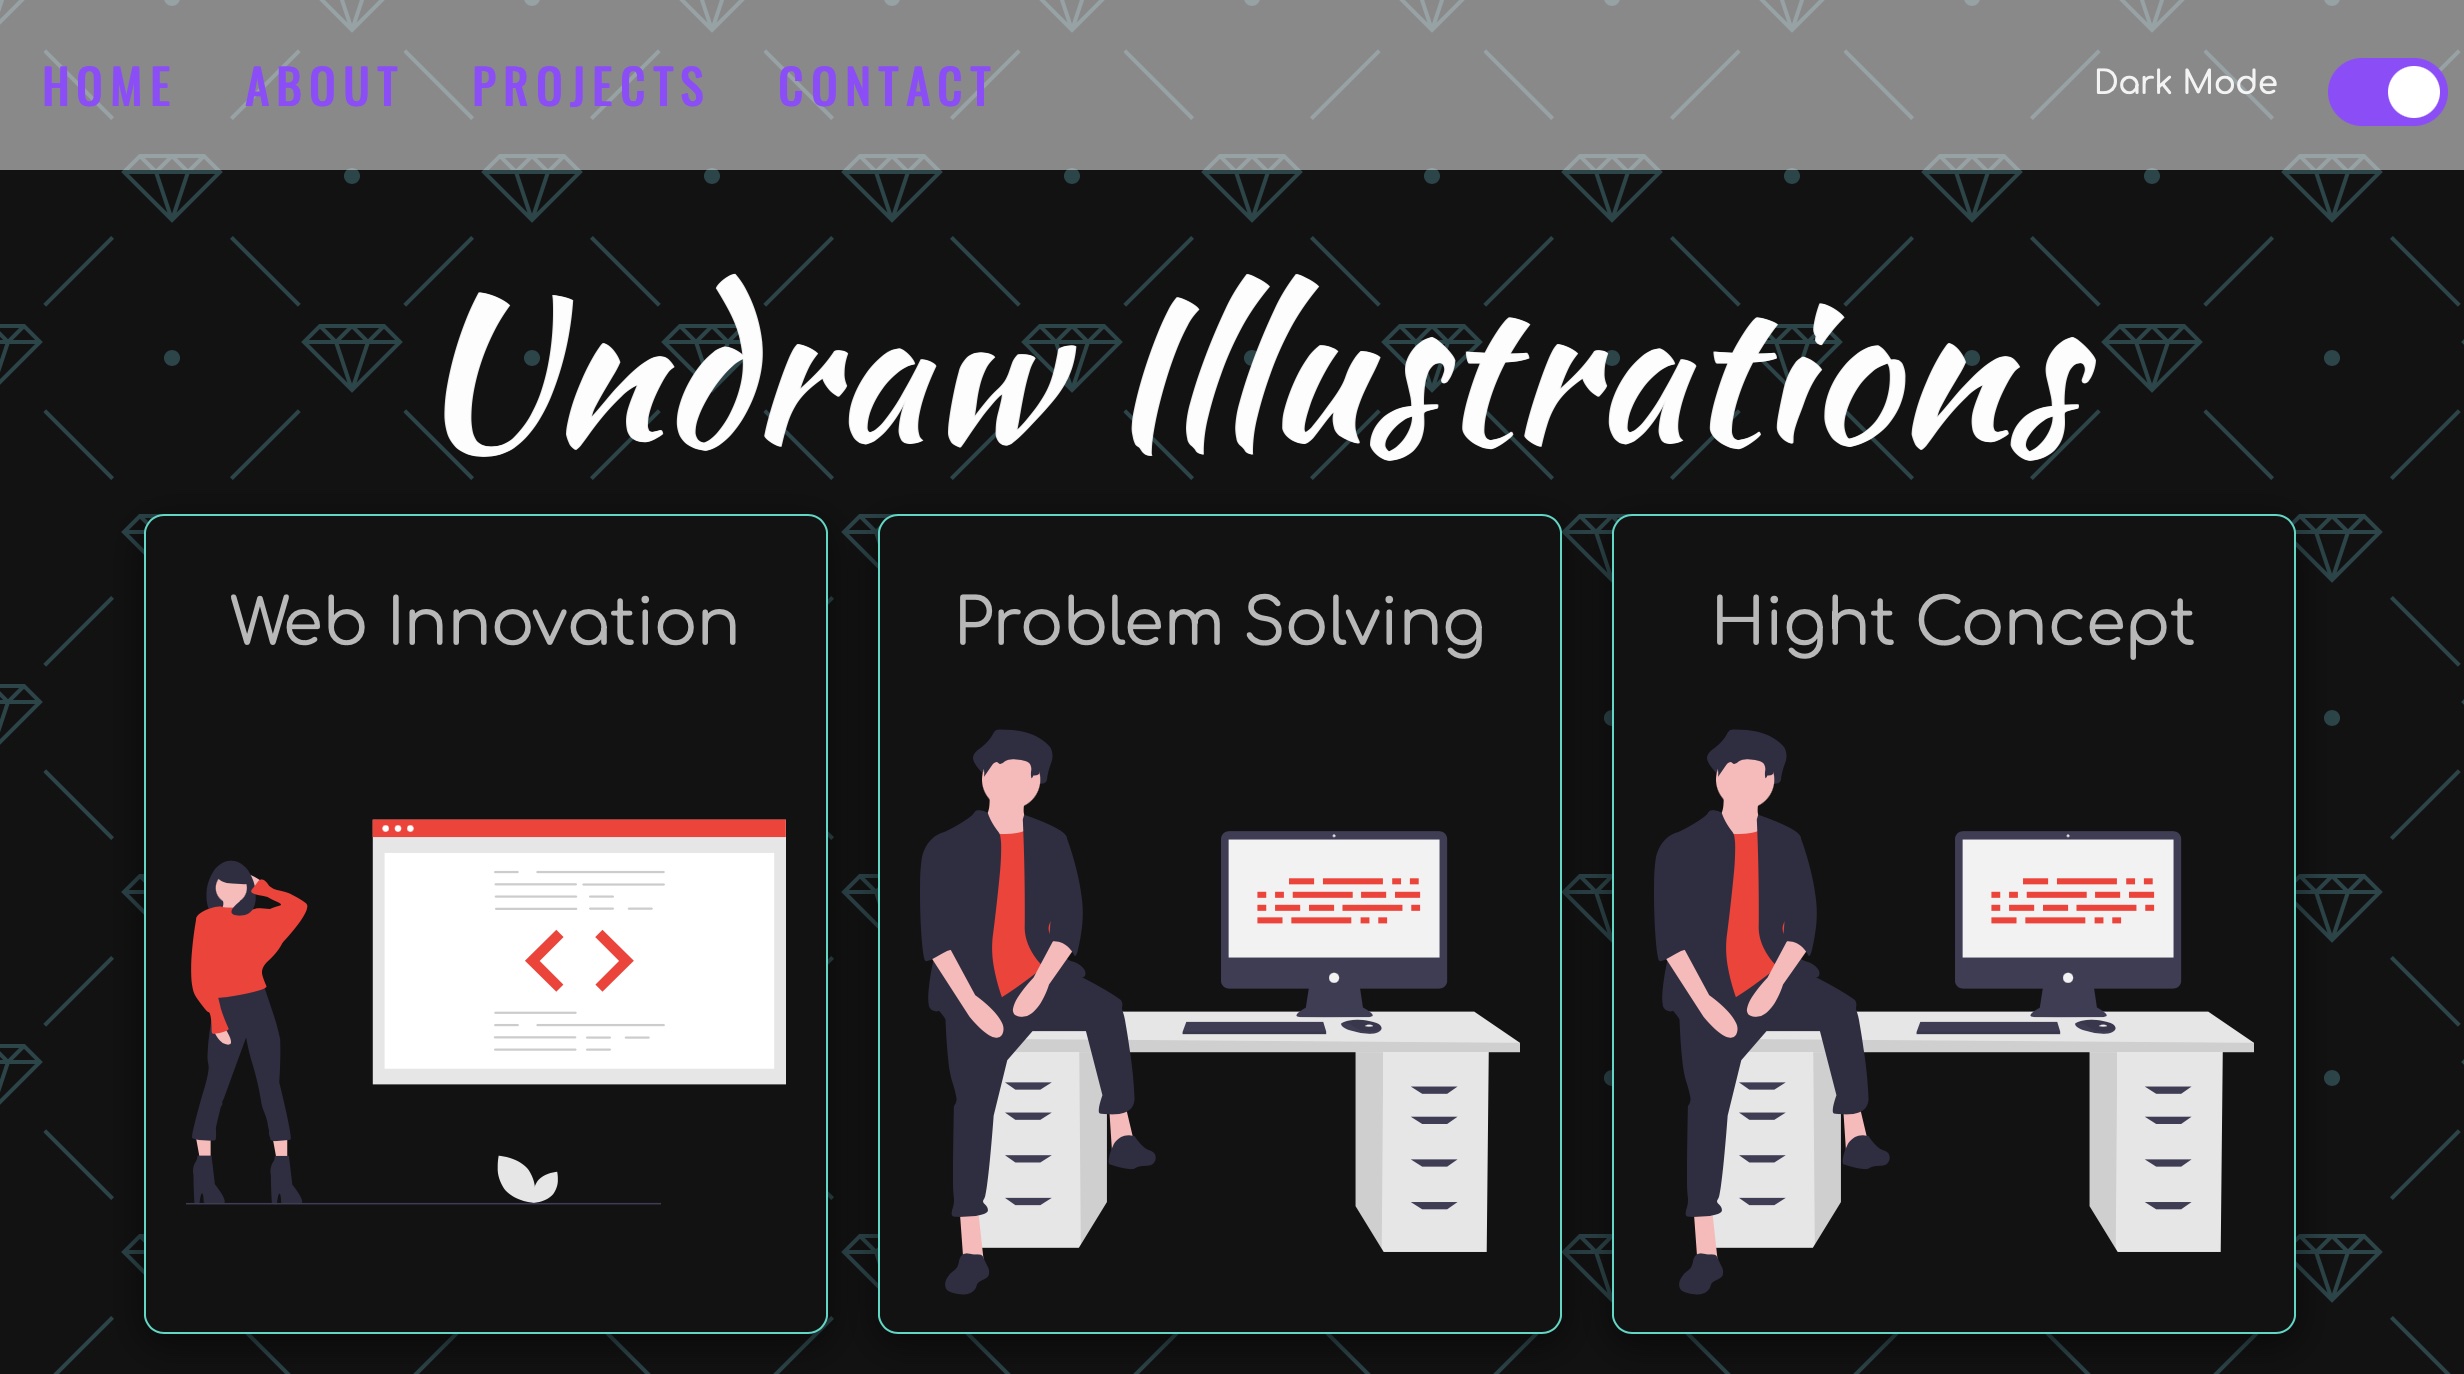 HOME ABOUT PROJECTS CONTACT Dark Mode
Undraw Illustrations
Web Innovation
Problem Solving
Hight Concept